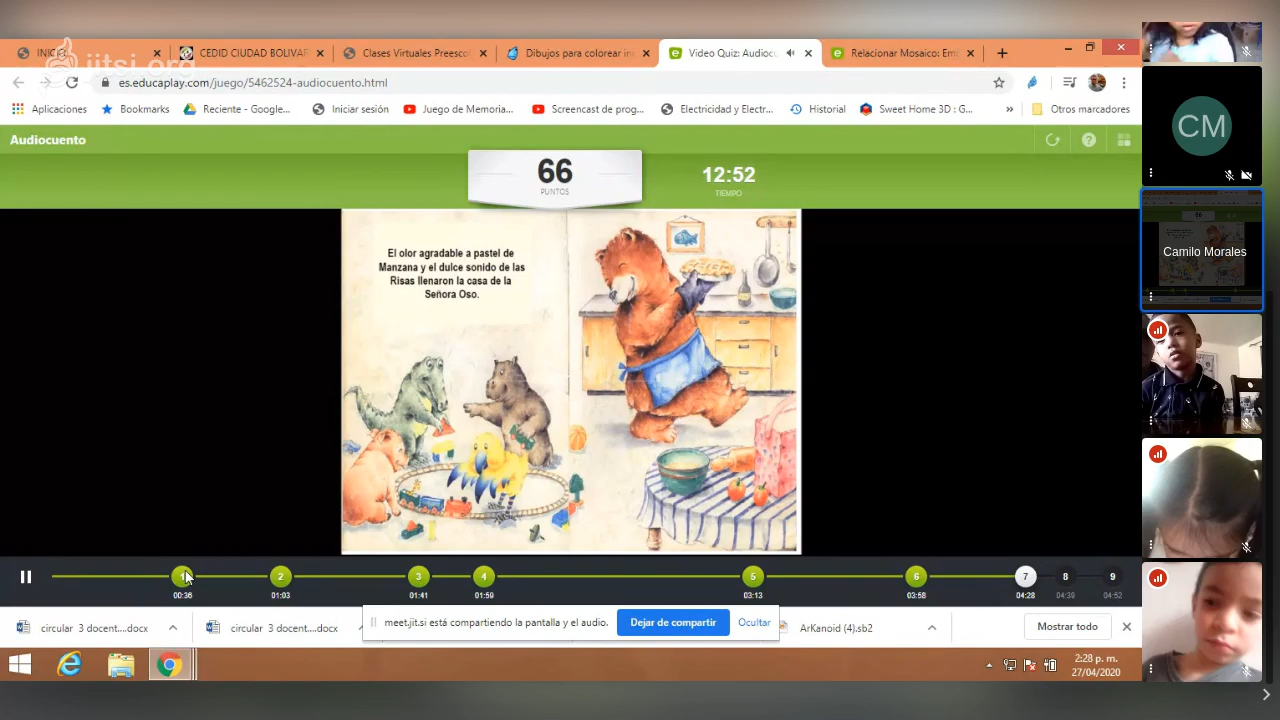 jitsi.org
INICI
CEDID CIUDAD BOLIVAR
Clases Virtuales Preesco
Dibujos para colorear in
Video Quiz: Audiocu
Relacionar Mosaico: Em
es.educaplay.com/juego/5462524-audiocuento.html
Aplicaciones
Bookmarks
Reciente - Google...
Iniciar sesión
Juego de Memoria...
Screencast de prog...
Electricidad y Electr...
Historial
Sweet Home 3D : G...
»
Otros marcadores
Audiocuento
66
PUNTOS
12:52
TIEMPO
El olor agradable a pastel de
Manzana y el dulce sonido de las
Risas llenaron la casa de la
Señora Oso.
1
2
3
4
5
6
7
8
9
00:36
01:03
01:41
01:59
03:13
03:58
04:28
04:39
04:52
circular 3 docent....docx
circular 3 docent....docx
meet.jit.si está compartiendo la pantalla y el audio.
Dejar de compartir
Ocultar
ArKanoid (4).sb2
Mostrar todo
2:28 p. m.
27/04/2020
CM
Camilo Morales